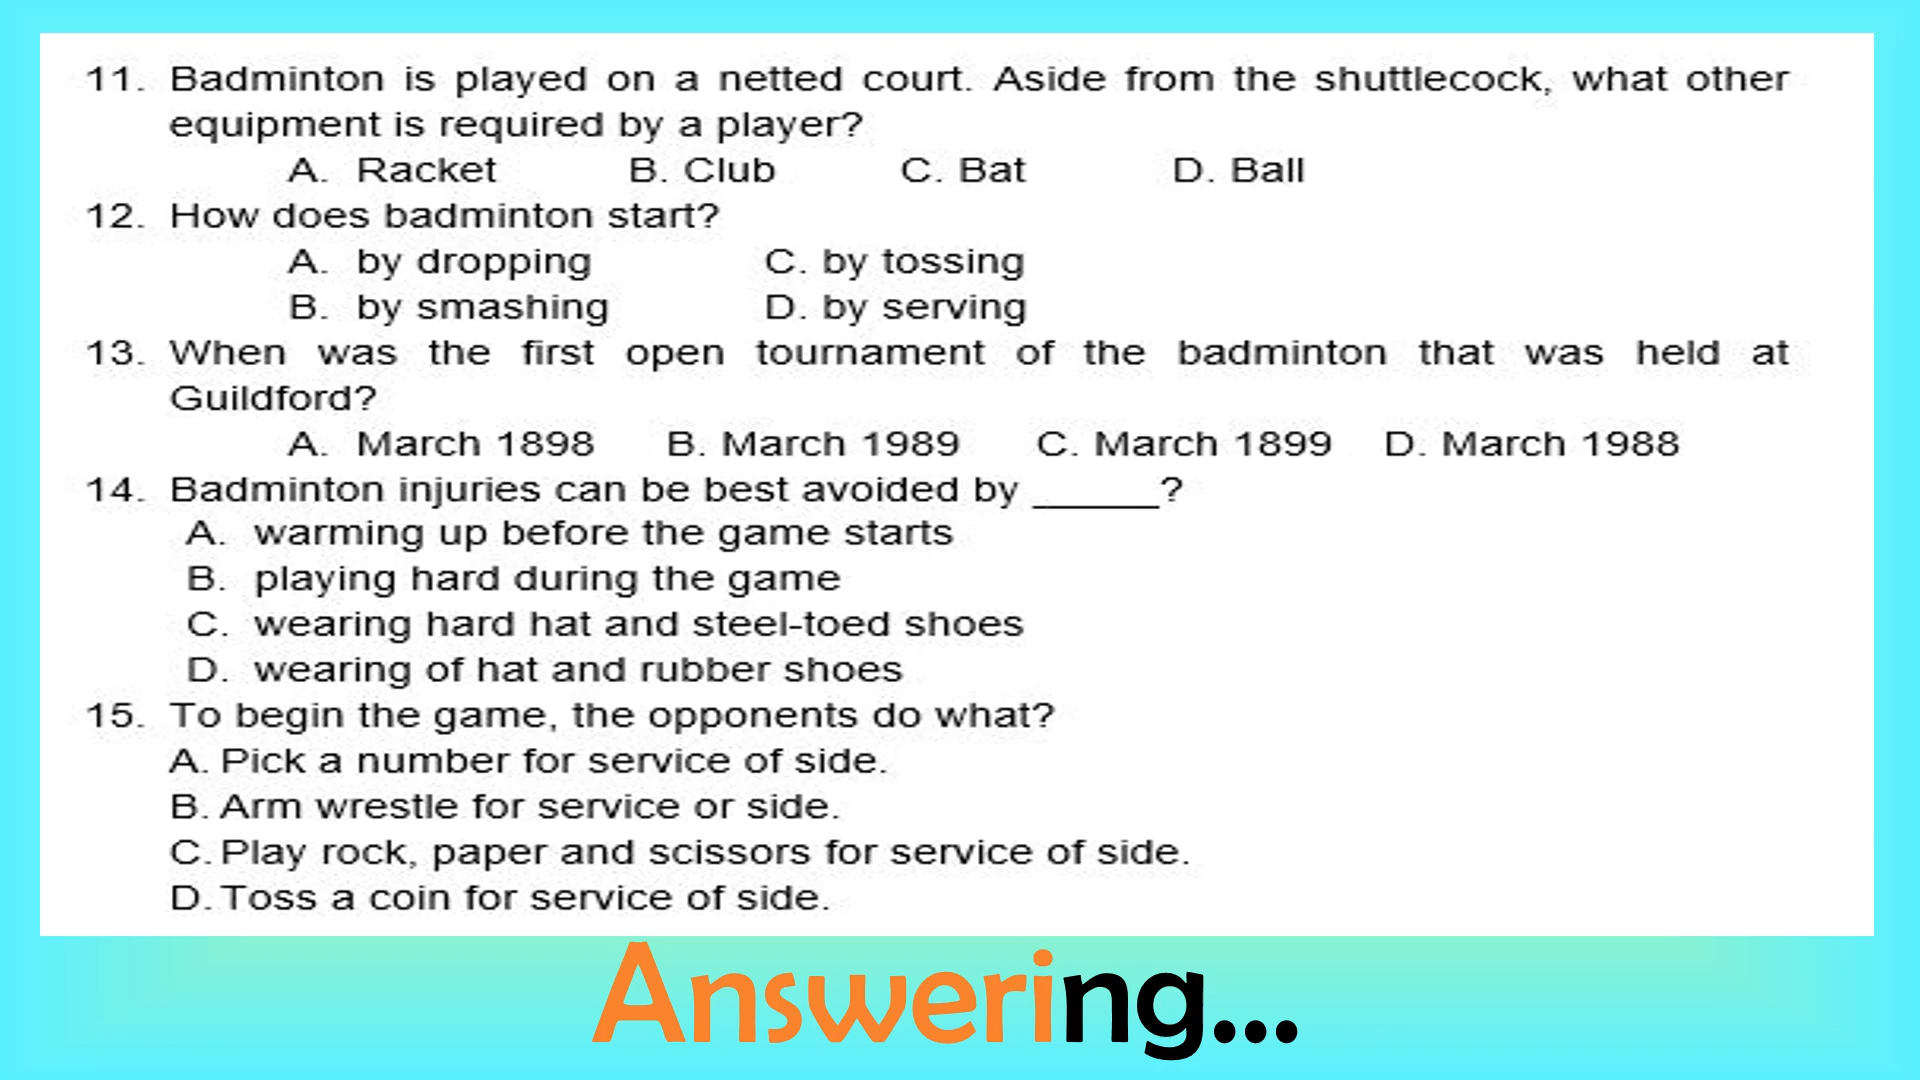 11. Badminton is played on a netted court. Aside from the shuttlecock, what other
equipment is required by a player?
A. Racket B. Club C. Bat D. Ball
12. How does badminton start?
A. by dropping C. by tossing
B. by smashing D. by serving
13. When was the first open tournament of the badminton that was held at
Guildford?
A. March 1898 B. March 1989 C. March 1899 D. March 1988
14. Badminton injuries can be best avoided by ______?
A. warming up before the game starts
B. playing hard during the game
C. wearing hard hat and steel-toed shoes
D. wearing of hat and rubber shoes
15. To begin the game, the opponents do what?
A. Pick a number for service of side.
B. Arm wrestle for service or side.
C. Play rock, paper and scissors for service of side.
D. Toss a coin for service of side.
Answering...